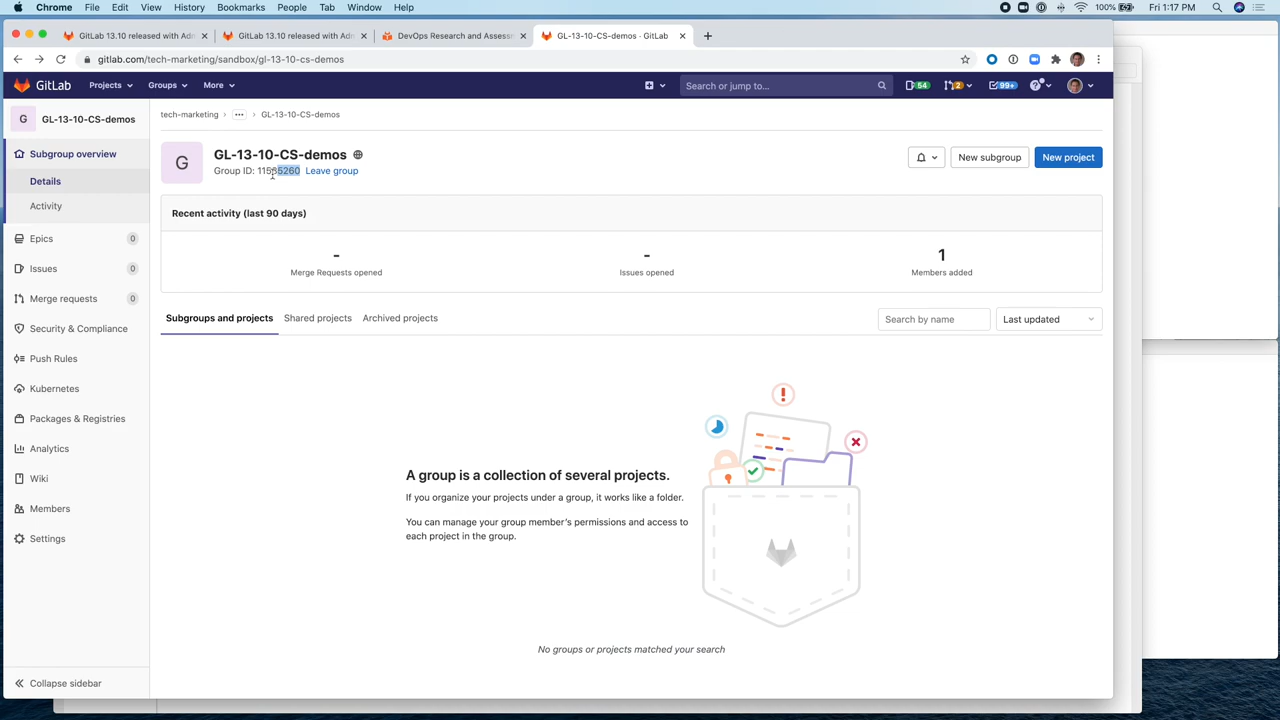 Chrome File Edit View History Bookmarks People Tab Window Help 100% Fri 1:17 PM
GitLab 13.10 released with Adm × GitLab 13.10 released with Adm × DevOps Research and Assessm × GL-13-10-CS-demos · GitLab × +
gitlab.com/tech-marketing/sandbox/gl-13-10-cs-demos
GitLab Projects Groups More Search or jump to... 54 2 99+
G GL-13-10-CS-demos
tech-marketing › ... › GL-13-10-CS-demos
Subgroup overview
Details
Activity
Epics 0
Issues 0
Merge requests 0
Security & Compliance
Push Rules
Kubernetes
Packages & Registries
Analytics
Wiki
Members
Settings
Collapse sidebar
G
GL-13-10-CS-demos
Group ID: Leave group
New subgroup
New project
Recent activity (last 90 days)
- - 1
Merge Requests opened Issues opened Members added
Subgroups and projects Shared projects Archived projects Search by name Last updated
A group is a collection of several projects.
If you organize your projects under a group, it works like a folder.
You can manage your group member's permissions and access to
each project in the group.
No groups or projects matched your search